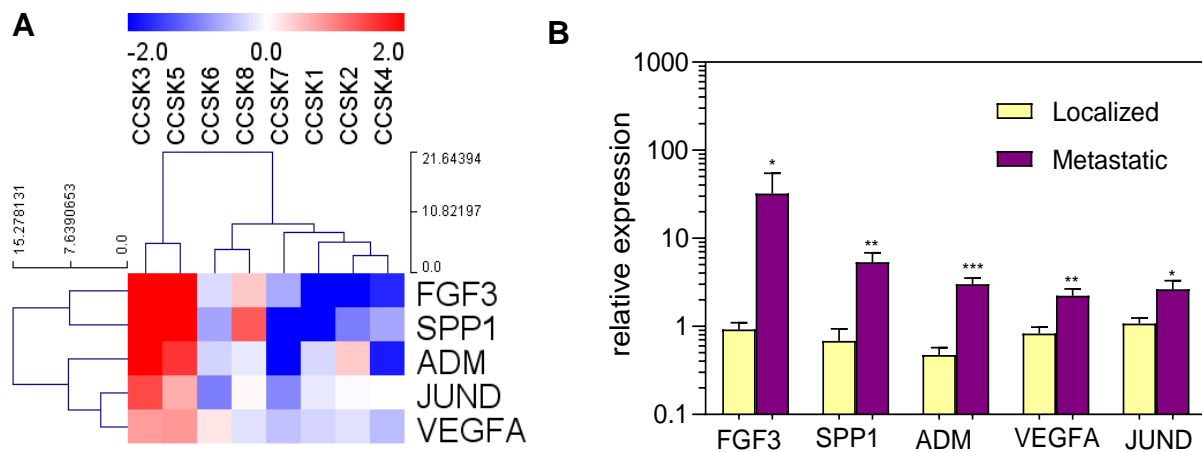 A
-2.0 0.0 2.0
CCSK3 CCSK5 CCSK6 CCSK8 CCSK7 CCSK1 CCSK2 CCSK4
21.64394
10.82197
0.0
15.278131 7.6390653 0.0
FGF3
SPP1
ADM
JUND
VEGFA
B
relative expression
1000
100
10
1
0.1
Localized
Metastatic
* ** *** ** *
FGF3 SPP1 ADM VEGFA JUND